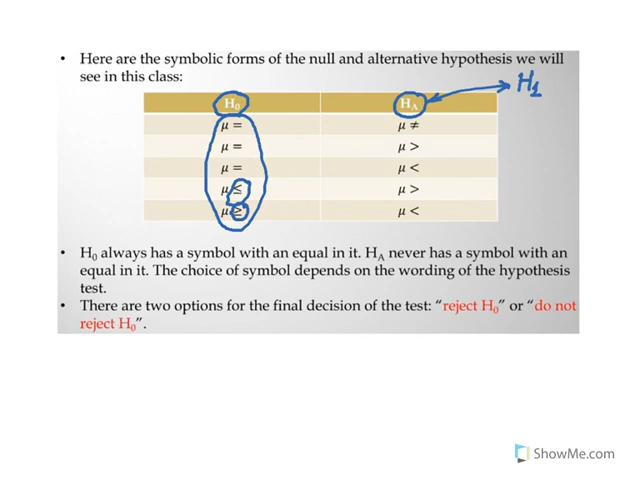 • Here are the symbolic forms of the null and alternative hypothesis we will
see in this class:
H₁
H₀ H_A
μ = μ ≠
μ = μ >
μ = μ <
μ ≤ μ >
μ ≥ μ <
• H₀ always has a symbol with an equal in it. H_A never has a symbol with an
equal in it. The choice of symbol depends on the wording of the hypothesis
test.
• There are two options for the final decision of the test: “reject H₀” or “do not
reject H₀”.
ShowMe.com